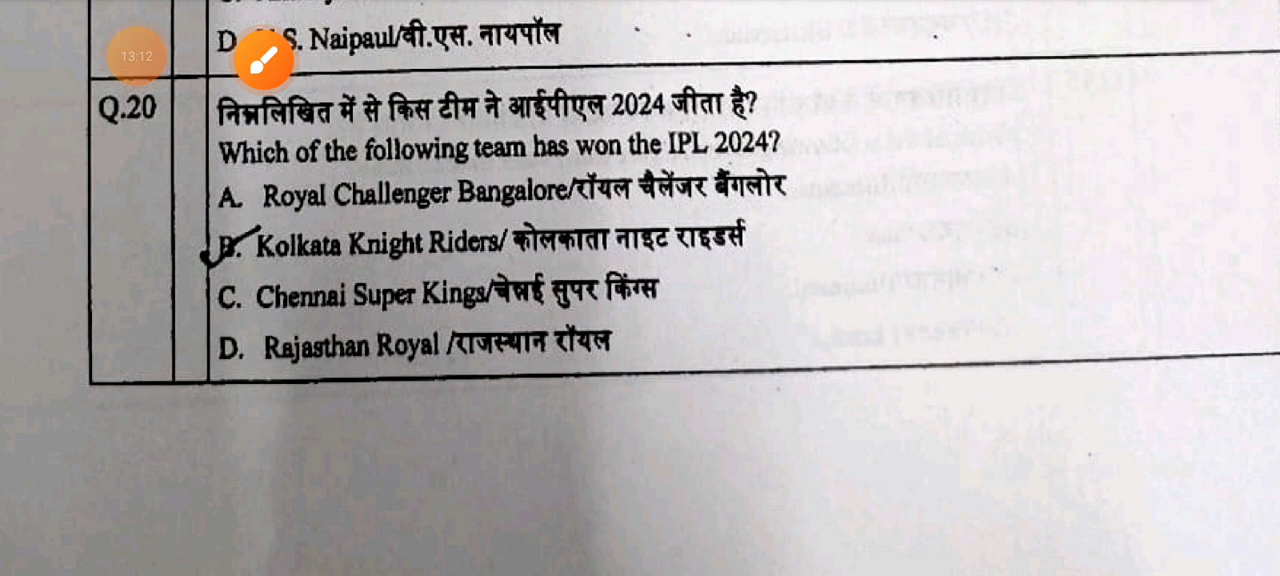 13:12
D S. Naipaul/वी.एस. नायपॉल
Q.20 निम्नलिखित में से किस टीम ने आईपीएल 2024 जीता है?
Which of the following team has won the IPL 2024?
A. Royal Challenger Bangalore/रॉयल चैलेंजर बैंगलोर
B. Kolkata Knight Riders/ कोलकाता नाइट राइडर्स
C. Chennai Super Kings/चेन्नई सुपर किंग्स
D. Rajasthan Royal /राजस्थान रॉयल